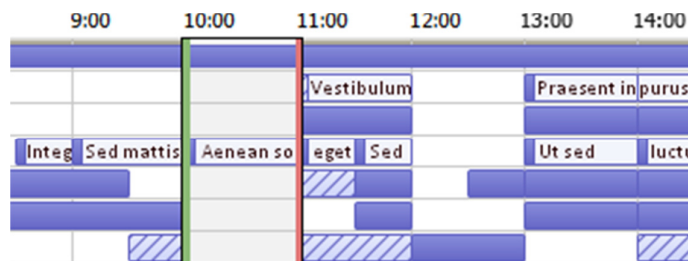 9:00 10:00 11:00 12:00 13:00 14:00
Vestibulum Praesent in purus
Integ Sed mattis Aenean so eget Sed Ut sed luctu